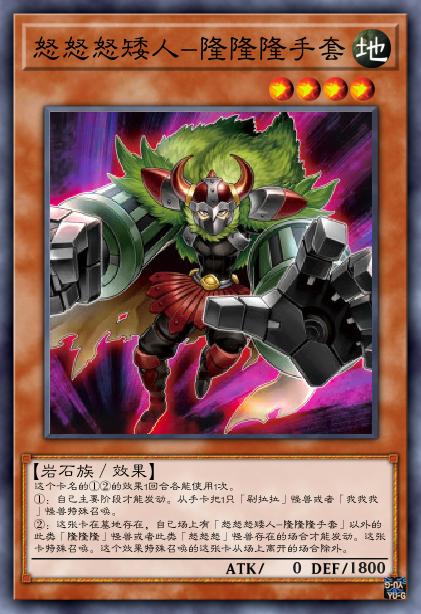 怒怒怒矮人-隆隆隆手套
地
【岩石族／效果】
这个卡名的①②的效果1回合各能使用1次。
①：自己主要阶段才能发动。从手卡地1只「刷拉拉」怪兽或者「我我我」
怪兽特殊召唤。
②：这张卡在墓地存在，自己场上有「怒怒怒矮人-隆隆隆手套」以外的
此类「隆隆隆」怪兽或者此类「怒怒怒」怪兽存在的场合才能发动。这张
卡特殊召唤。这个效果特殊召唤的这张卡从场上离开的场合除外。
ATK/ 0 DEF/1800